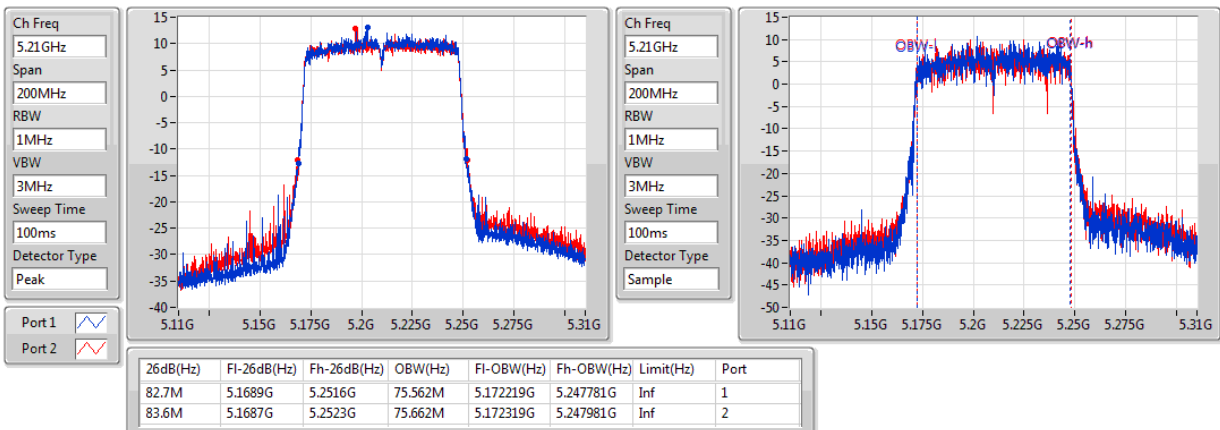 Ch Freq
5.21GHz
Span
200MHz
RBW
1MHz
VBW
3MHz
Sweep Time
100ms
Detector Type
Peak
Port 1
Port 2
15
10
5
0
-5
-10
-15
-20
-25
-30
-35
-40
5.11G 5.15G 5.175G 5.2G 5.225G 5.25G 5.275G 5.31G
Ch Freq
5.21GHz
Span
200MHz
RBW
1MHz
VBW
3MHz
Sweep Time
100ms
Detector Type
Sample
15
10
5
0
-5
-10
-15
-20
-25
-30
-35
-40
-45
-50
OBW-
OBW-h
5.11G 5.15G 5.175G 5.2G 5.225G 5.25G 5.275G 5.31G
26dB(Hz) Fl-26dB(Hz) Fh-26dB(Hz) OBW(Hz) Fl-OBW(Hz) Fh-OBW(Hz) Limit(Hz) Port
82.7M 5.1689G 5.2516G 75.562M 5.172219G 5.247781G Inf 1
83.6M 5.1687G 5.2523G 75.662M 5.172319G 5.247981G Inf 2